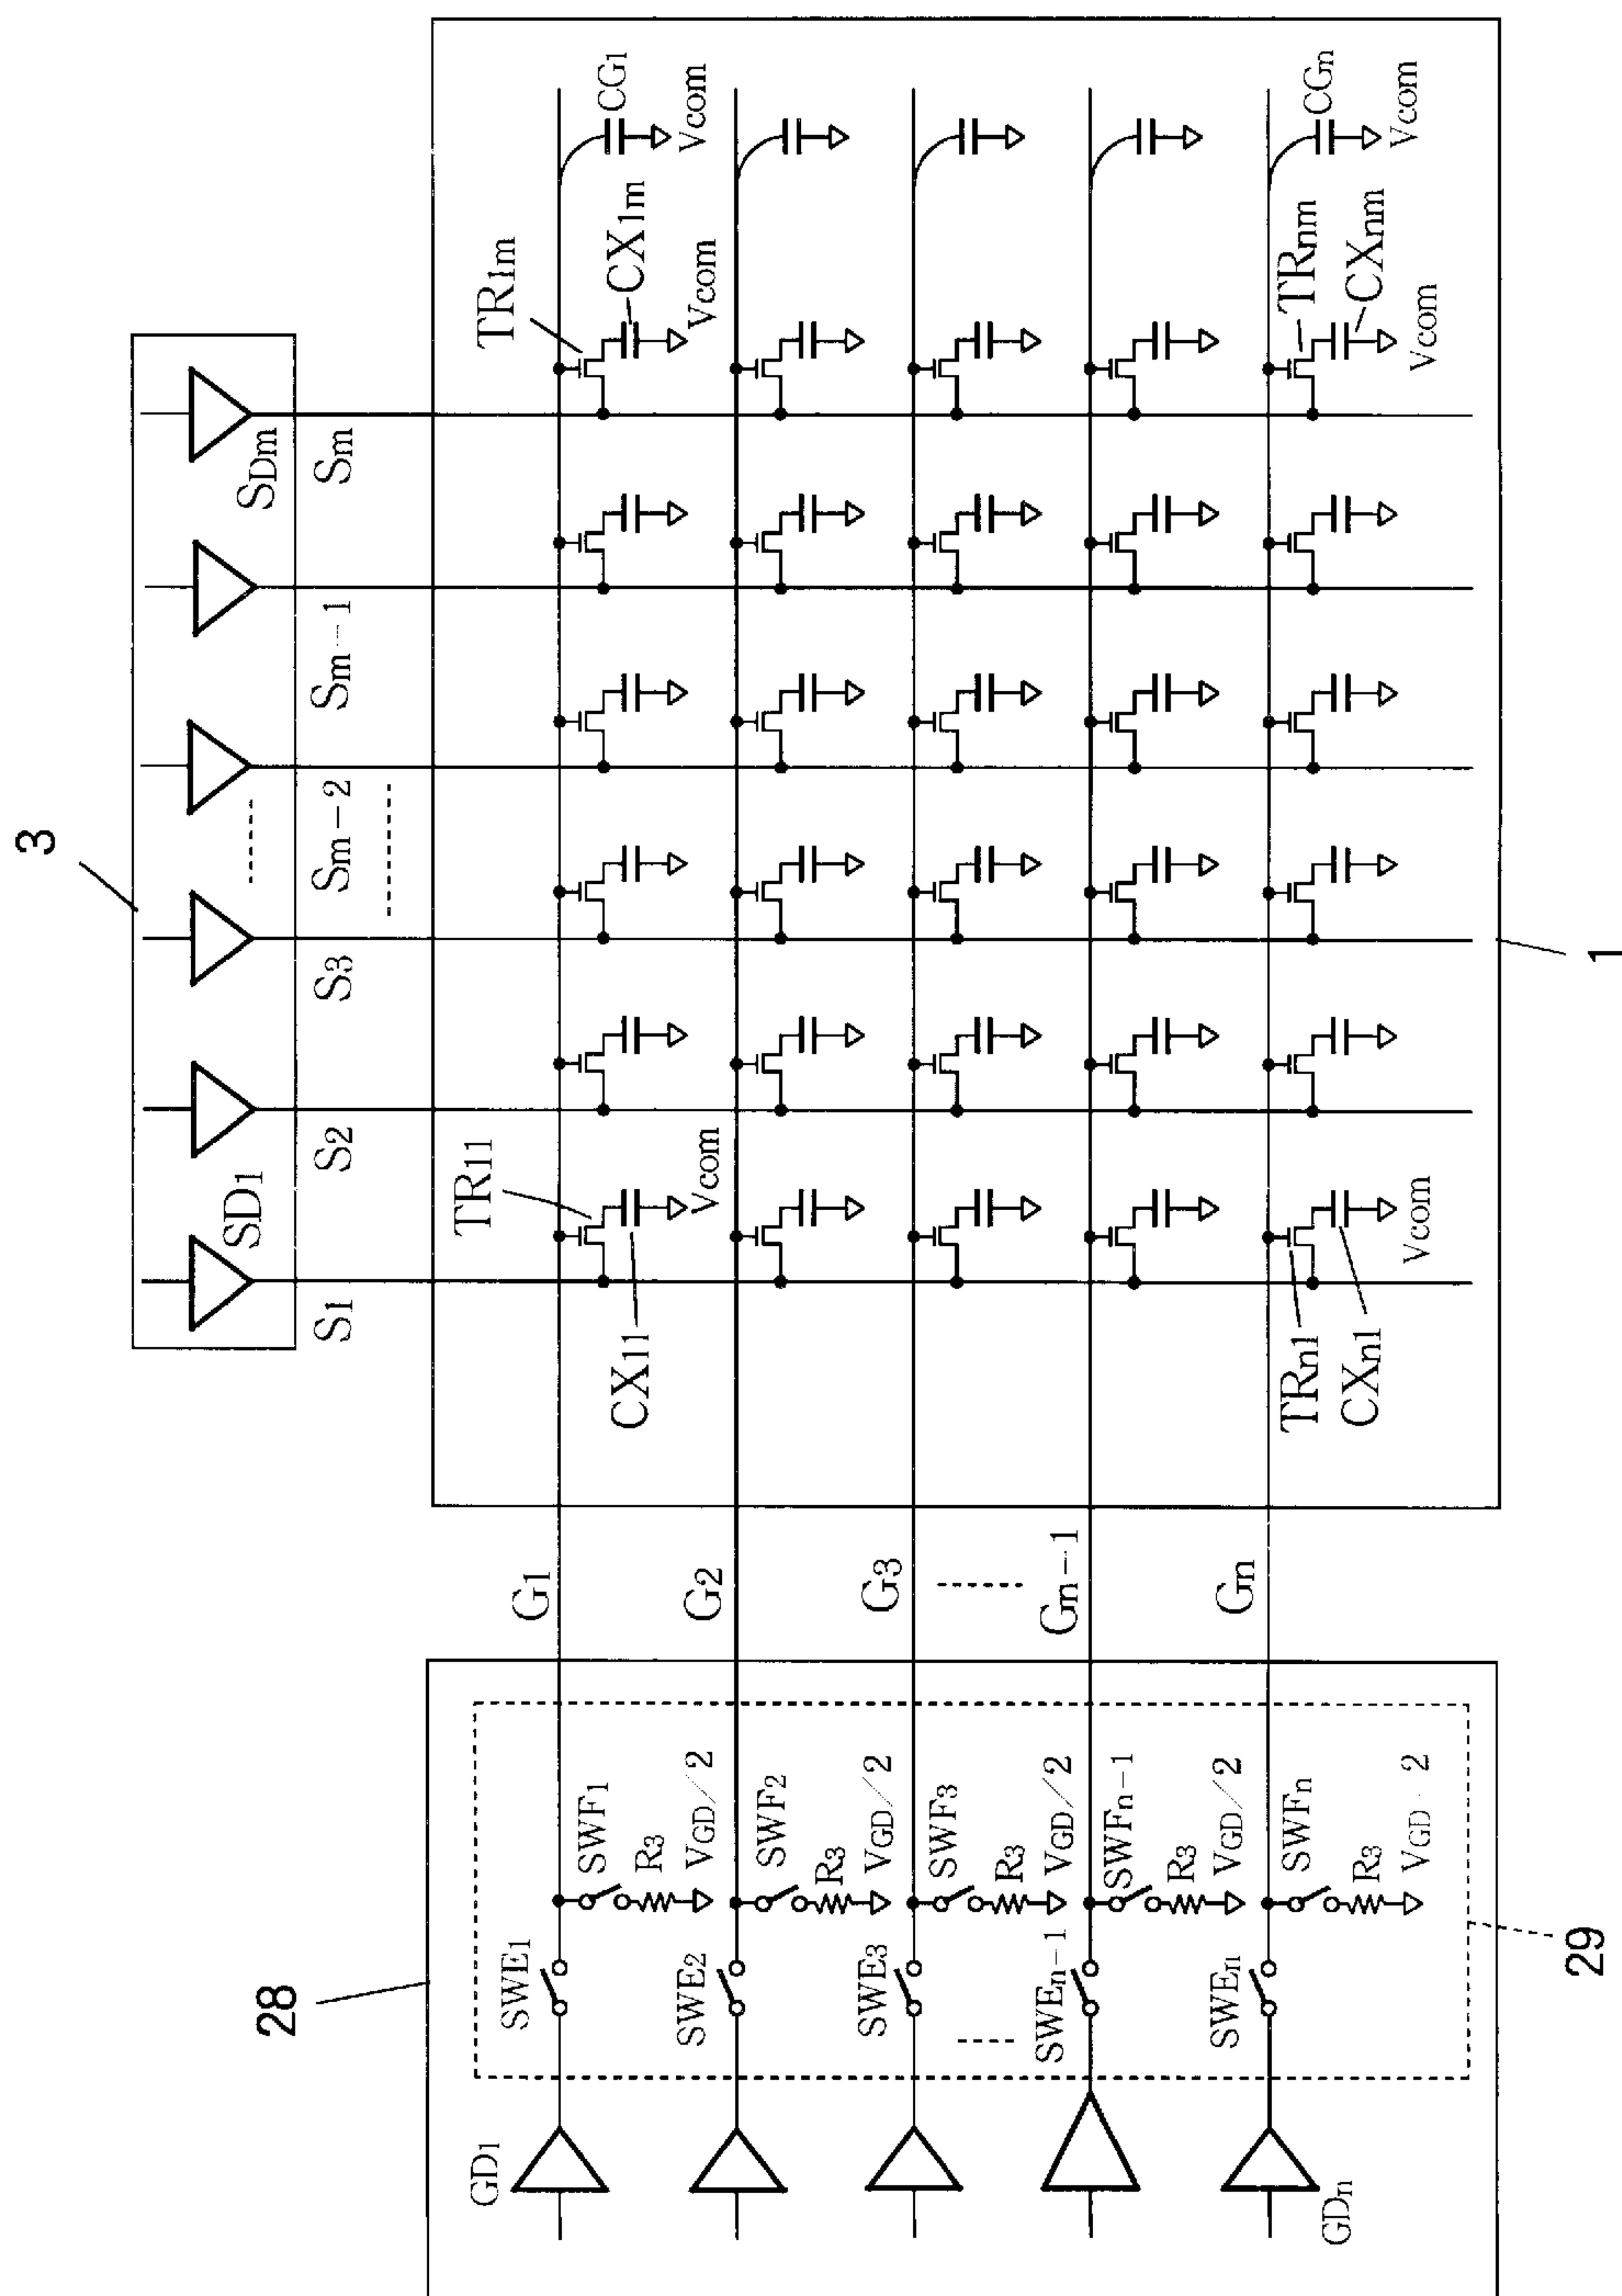 3
SD1
SDm
S1
S2
S3
Sm-2
Sm-1
Sm
28
GD1
SWE1
SWF1
R3
VGD/2
G1
TR11
CX11
Vcom
TR1m
CX1m
Vcom
CG1
Vcom
SWE2
SWF2
R3
VGD/2
G2
SWE3
SWF3
R3
VGD/2
G3
SWEn-1
SWFn-1
R3
VGD/2
Gn-1
GDn
SWEn
SWFn
R3
VGD 2
Gn
TRn1
CXn1
Vcom
TRnm
CXnm
Vcom
CGn
Vcom
29
1